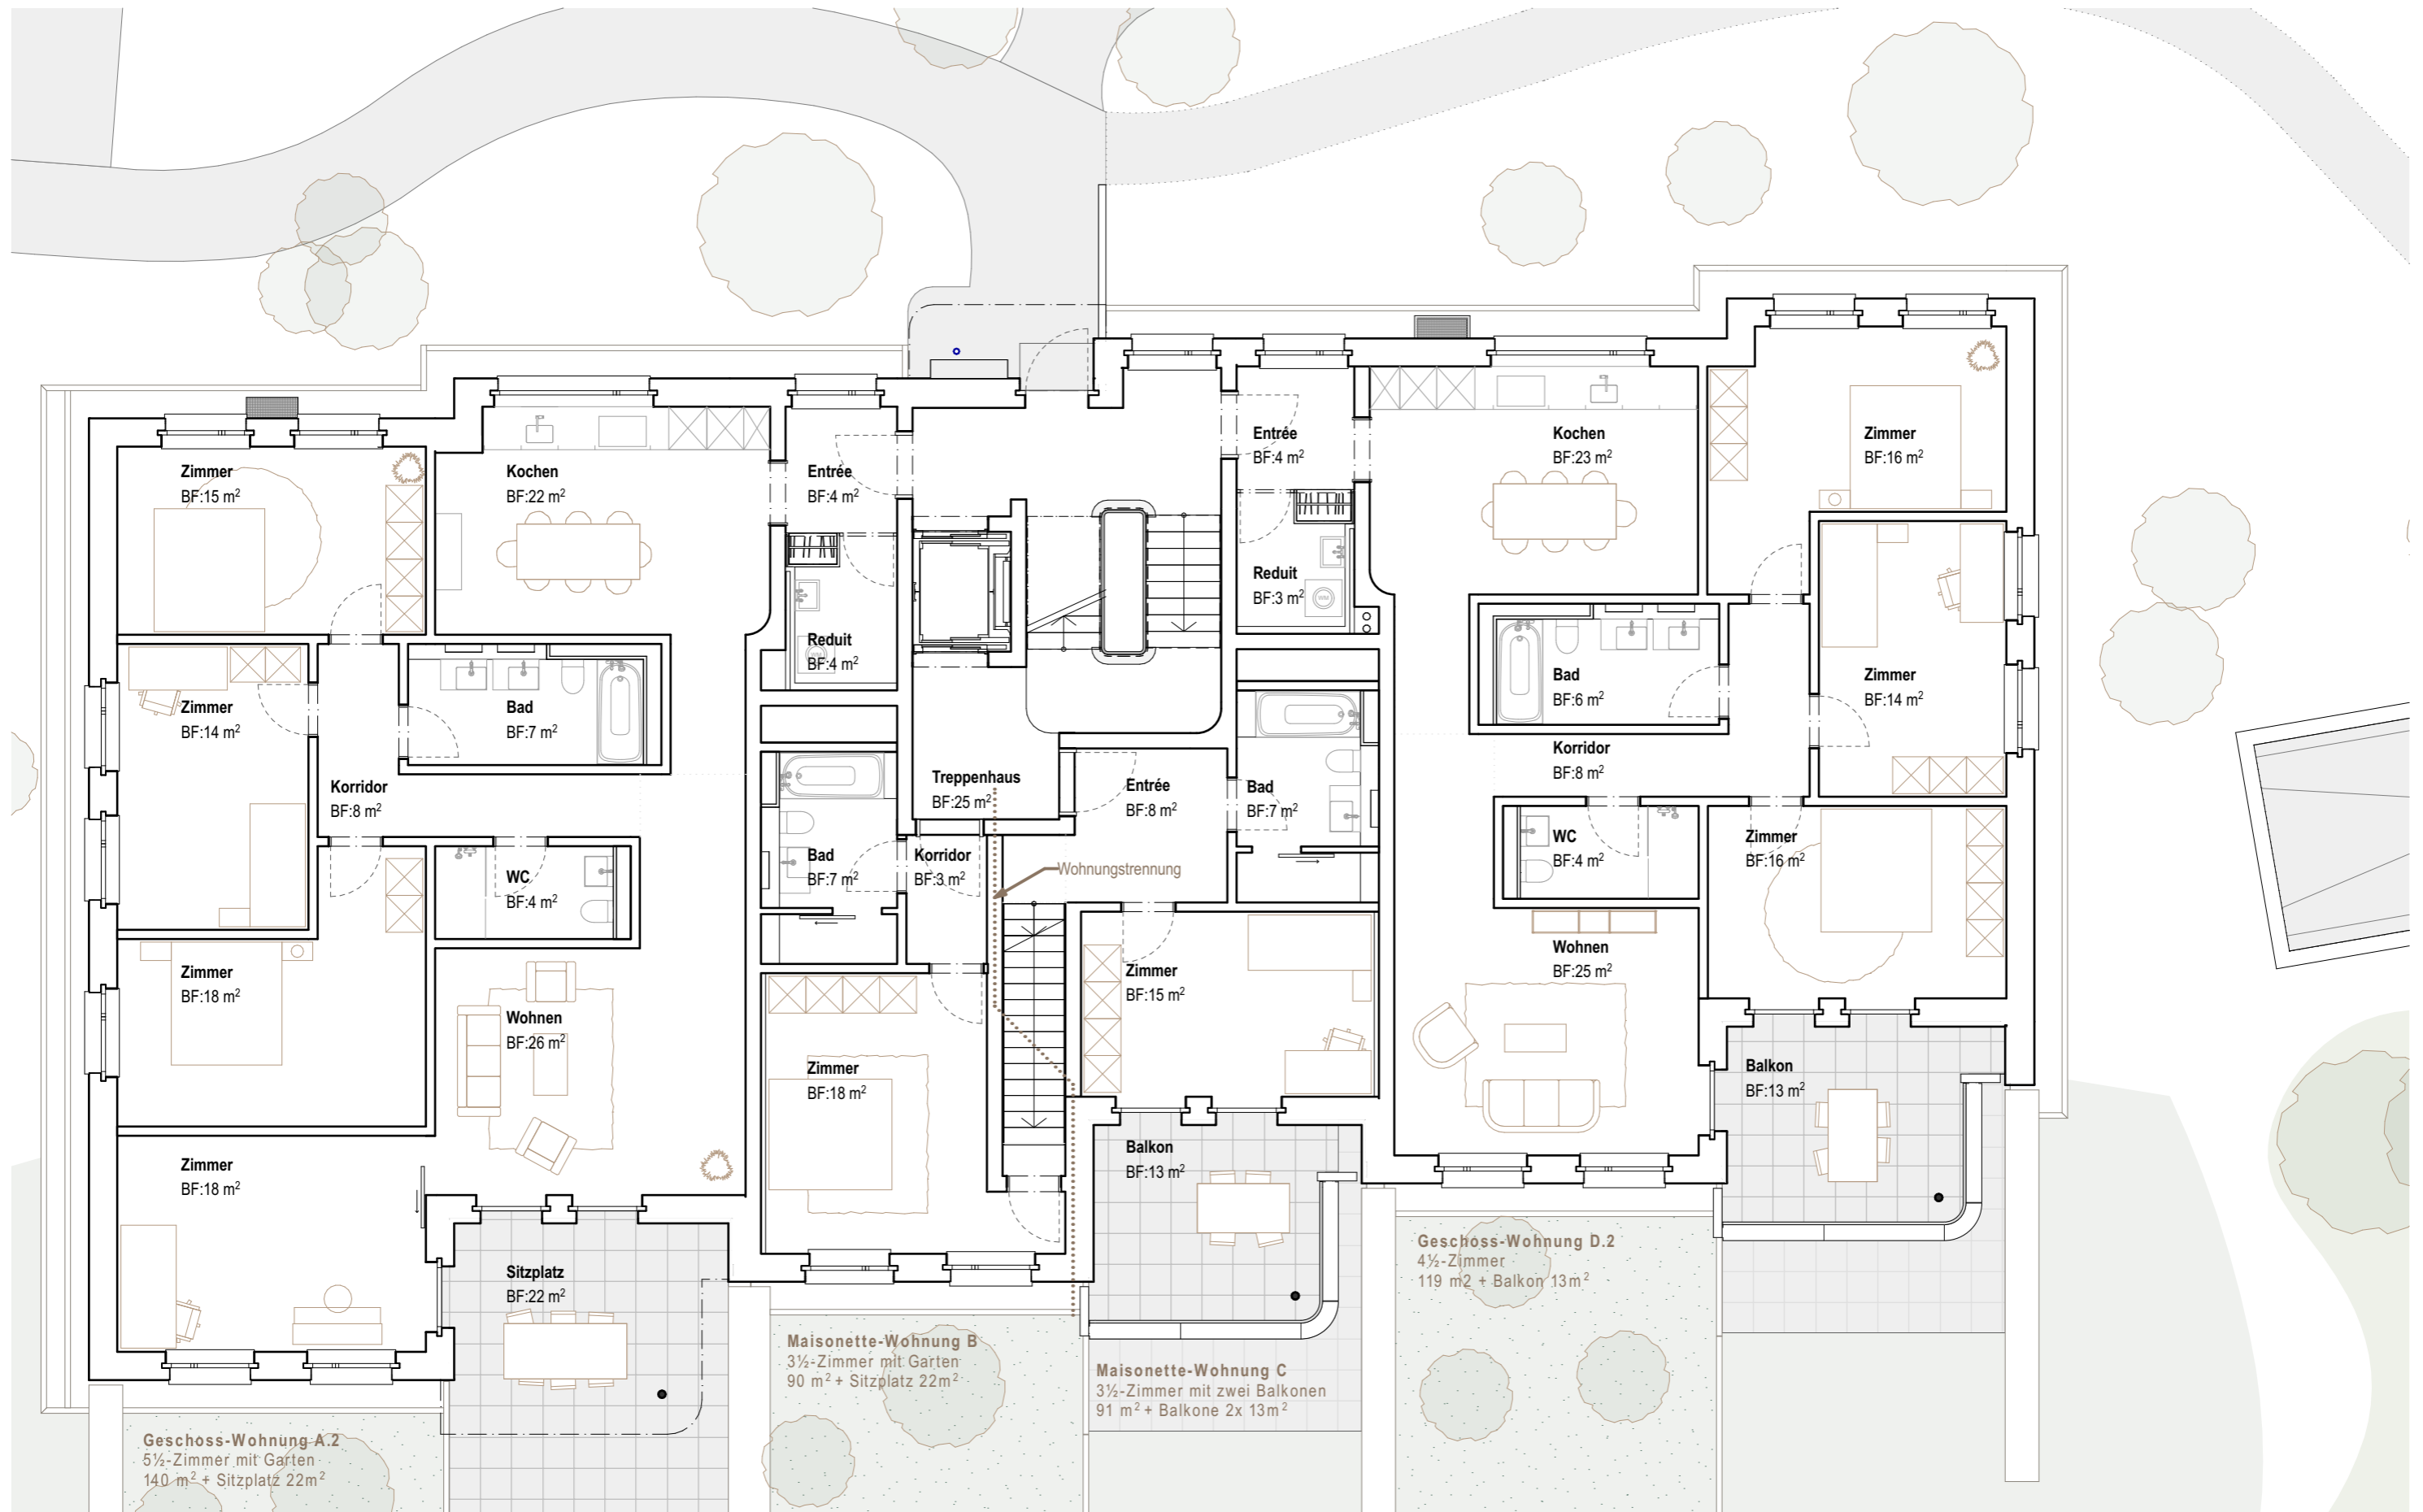 Zimmer
BF:15 m²
Kochen
BF:22 m²
Entrée
BF:4 m²
Entrée
BF:4 m²
Kochen
BF:23 m²
Zimmer
BF:16 m²
Reduit
BF:4 m²
Reduit
BF:3 m²
WM
WM
Zimmer
BF:14 m²
Bad
BF:7 m²
Bad
BF:6 m²
Zimmer
BF:14 m²
Korridor
BF:8 m²
Treppenhaus
BF:25 m²
Entrée
BF:8 m²
Bad
BF:7 m²
Korridor
BF:8 m²
WC
BF:4 m²
Bad
BF:7 m²
Korridor
BF:3 m²
Wohnungstrennung
WC
BF:4 m²
Zimmer
BF:16 m²
Zimmer
BF:18 m²
Wohnen
BF:26 m²
Zimmer
BF:18 m²
Zimmer
BF:15 m²
Wohnen
BF:25 m²
Balkon
BF:13 m²
Zimmer
BF:18 m²
Sitzplatz
BF:22 m²
Balkon
BF:13 m²
Geschoss-Wohnung D.2
4½-Zimmer
119 m2 + Balkon 13m²
Maisonette-Wohnung B
3½-Zimmer mit Garten
90 m² + Sitzplatz 22m²
Maisonette-Wohnung C
3½-Zimmer mit zwei Balkonen
91 m² + Balkone 2x 13m²
Geschoss-Wohnung A.2
5½-Zimmer mit Garten
140 m² + Sitzplatz 22m²